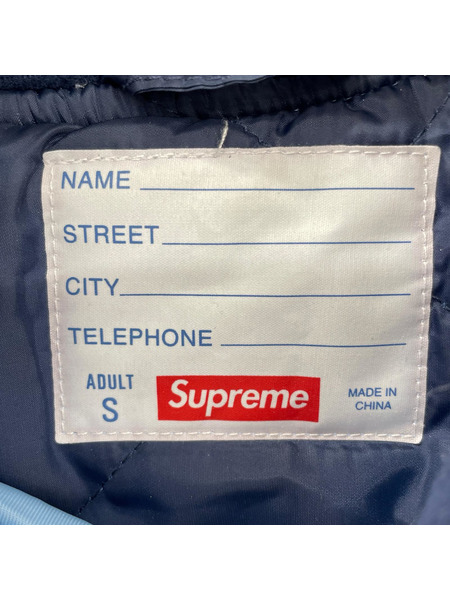 NAME
STREET
CITY
TELEPHONE
ADULT
S
Supreme
MADE IN
CHINA